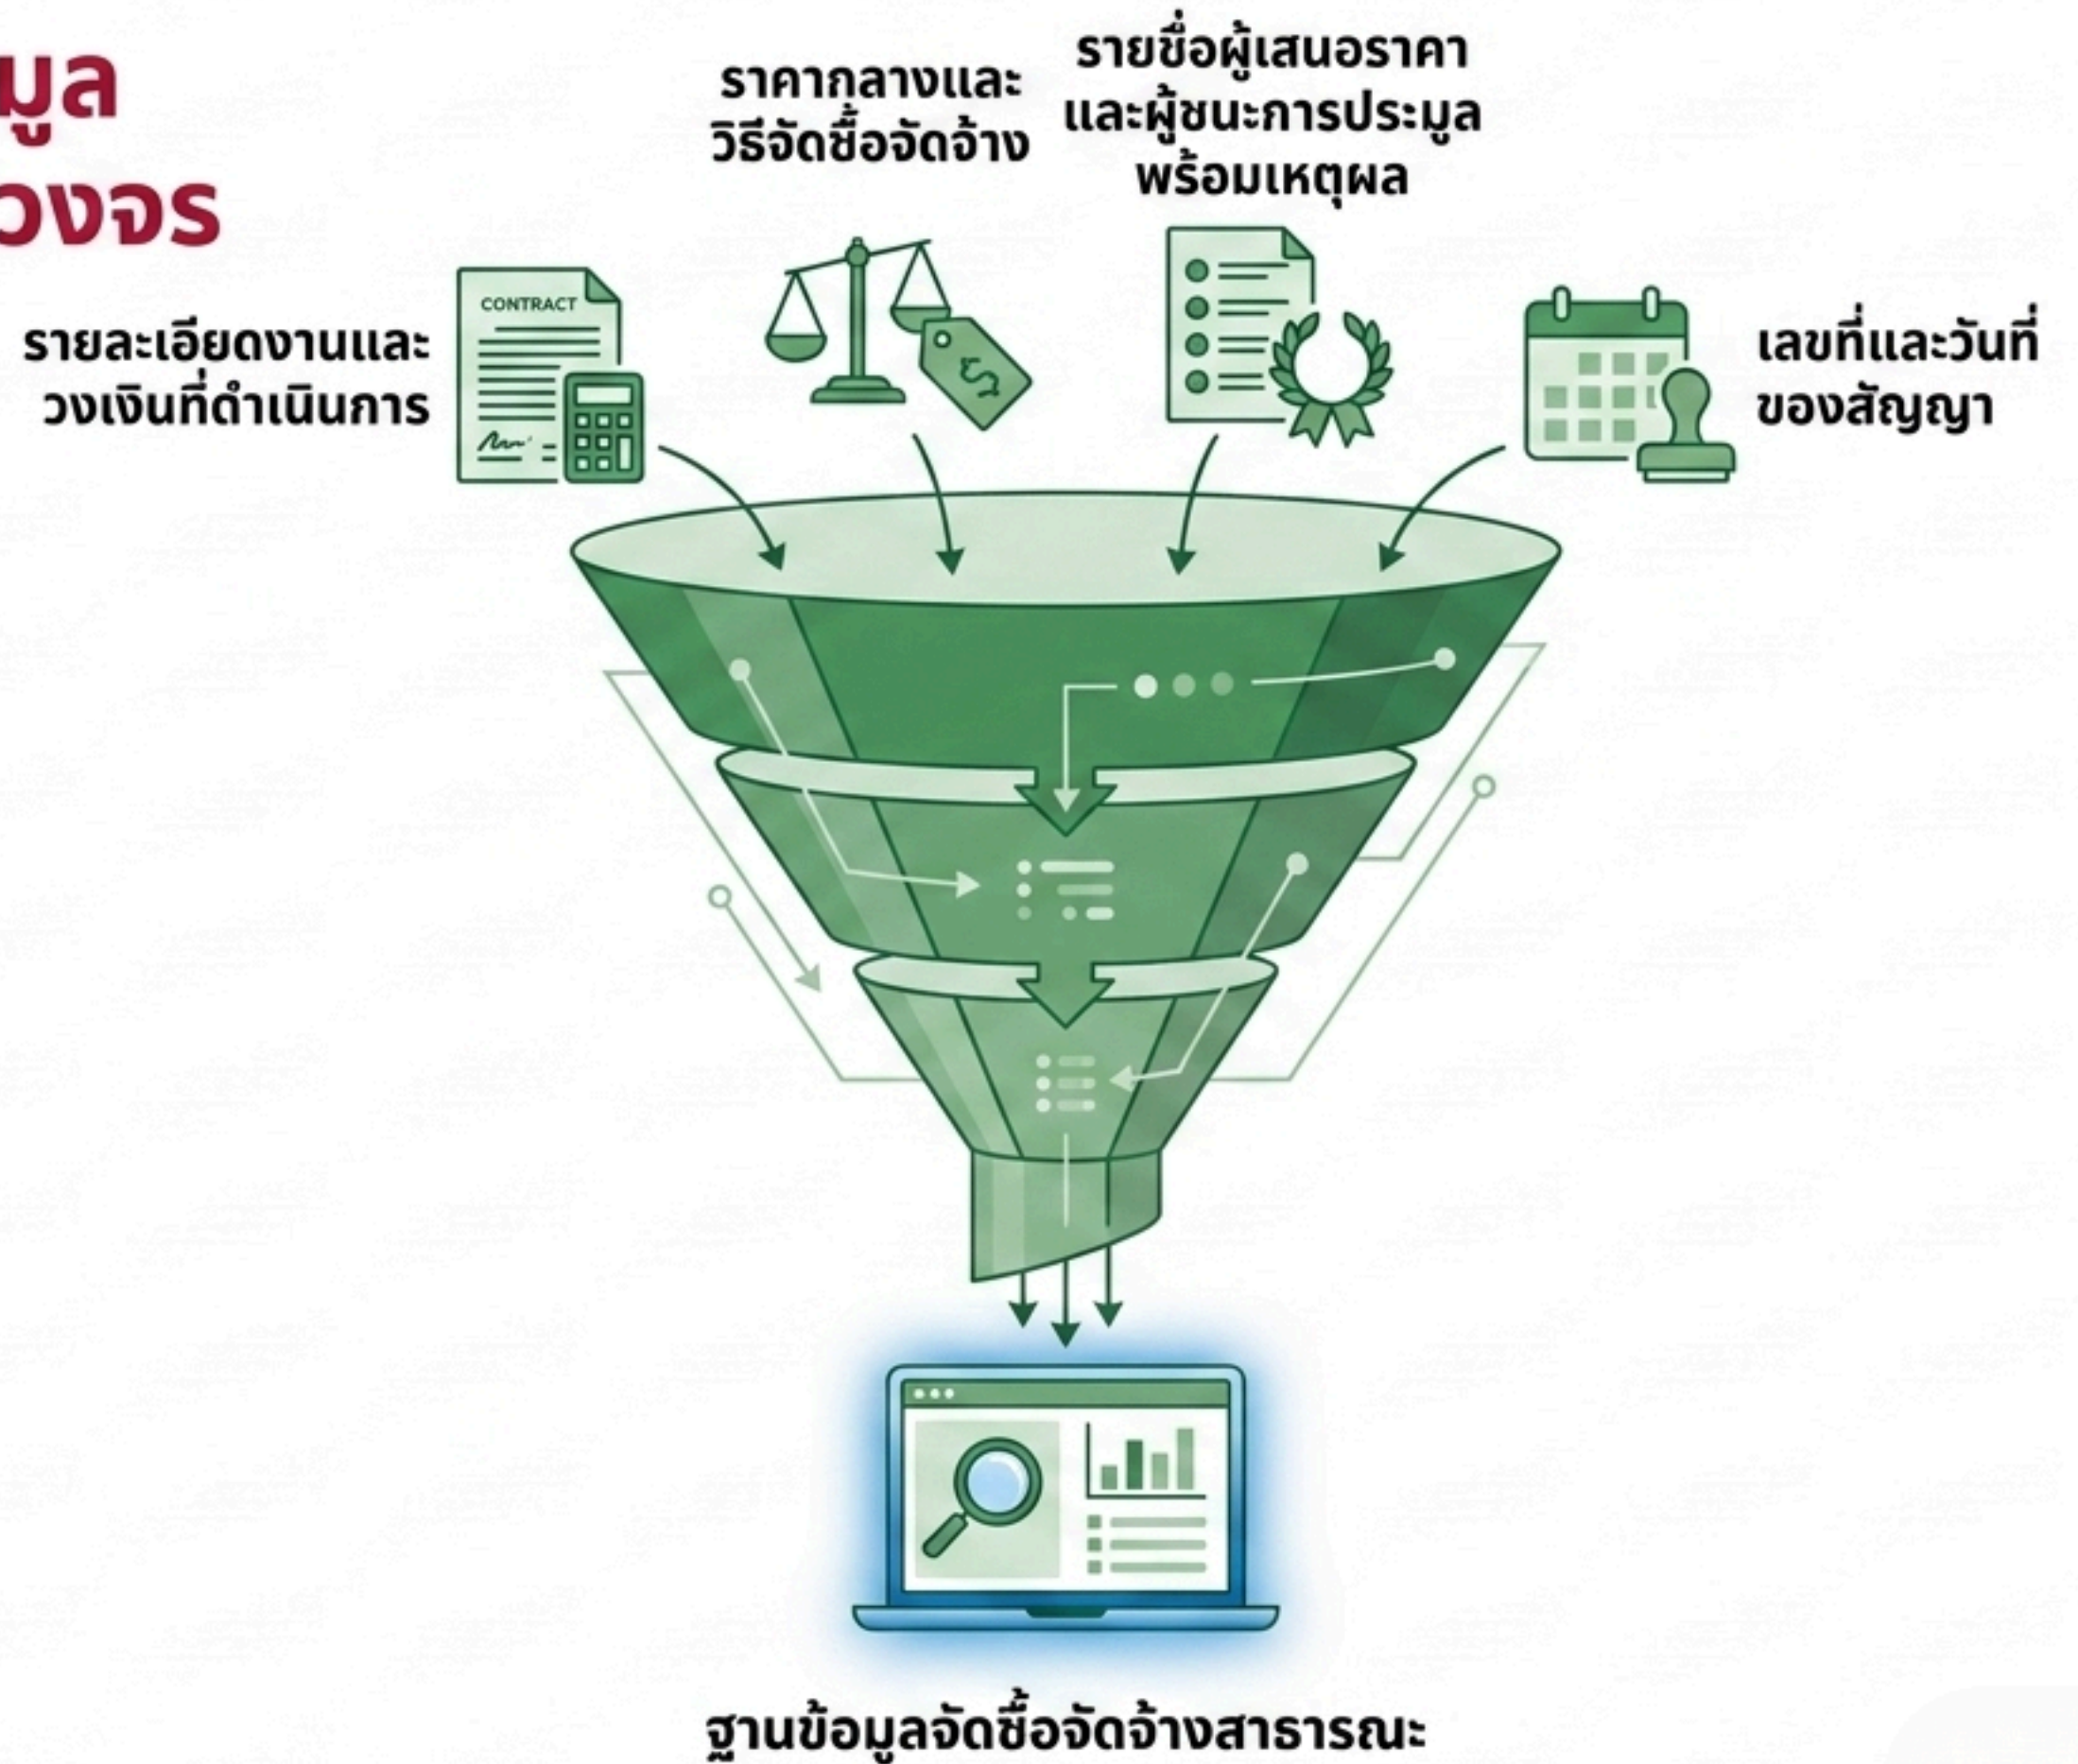 มูล
วงจร
ราคากลางและ
วิธีจัดซื้อจัดจ้าง
รายชื่อผู้เสนอราคา
และผู้ชนะการประมูล
พร้อมเหตุผล
รายละเอียดงานและ
วงเงินที่ดำเนินการ
CONTRACT
เลขที่และวันที่
ของสัญญา
ฐานข้อมูลจัดซื้อจัดจ้างสาธารณะ